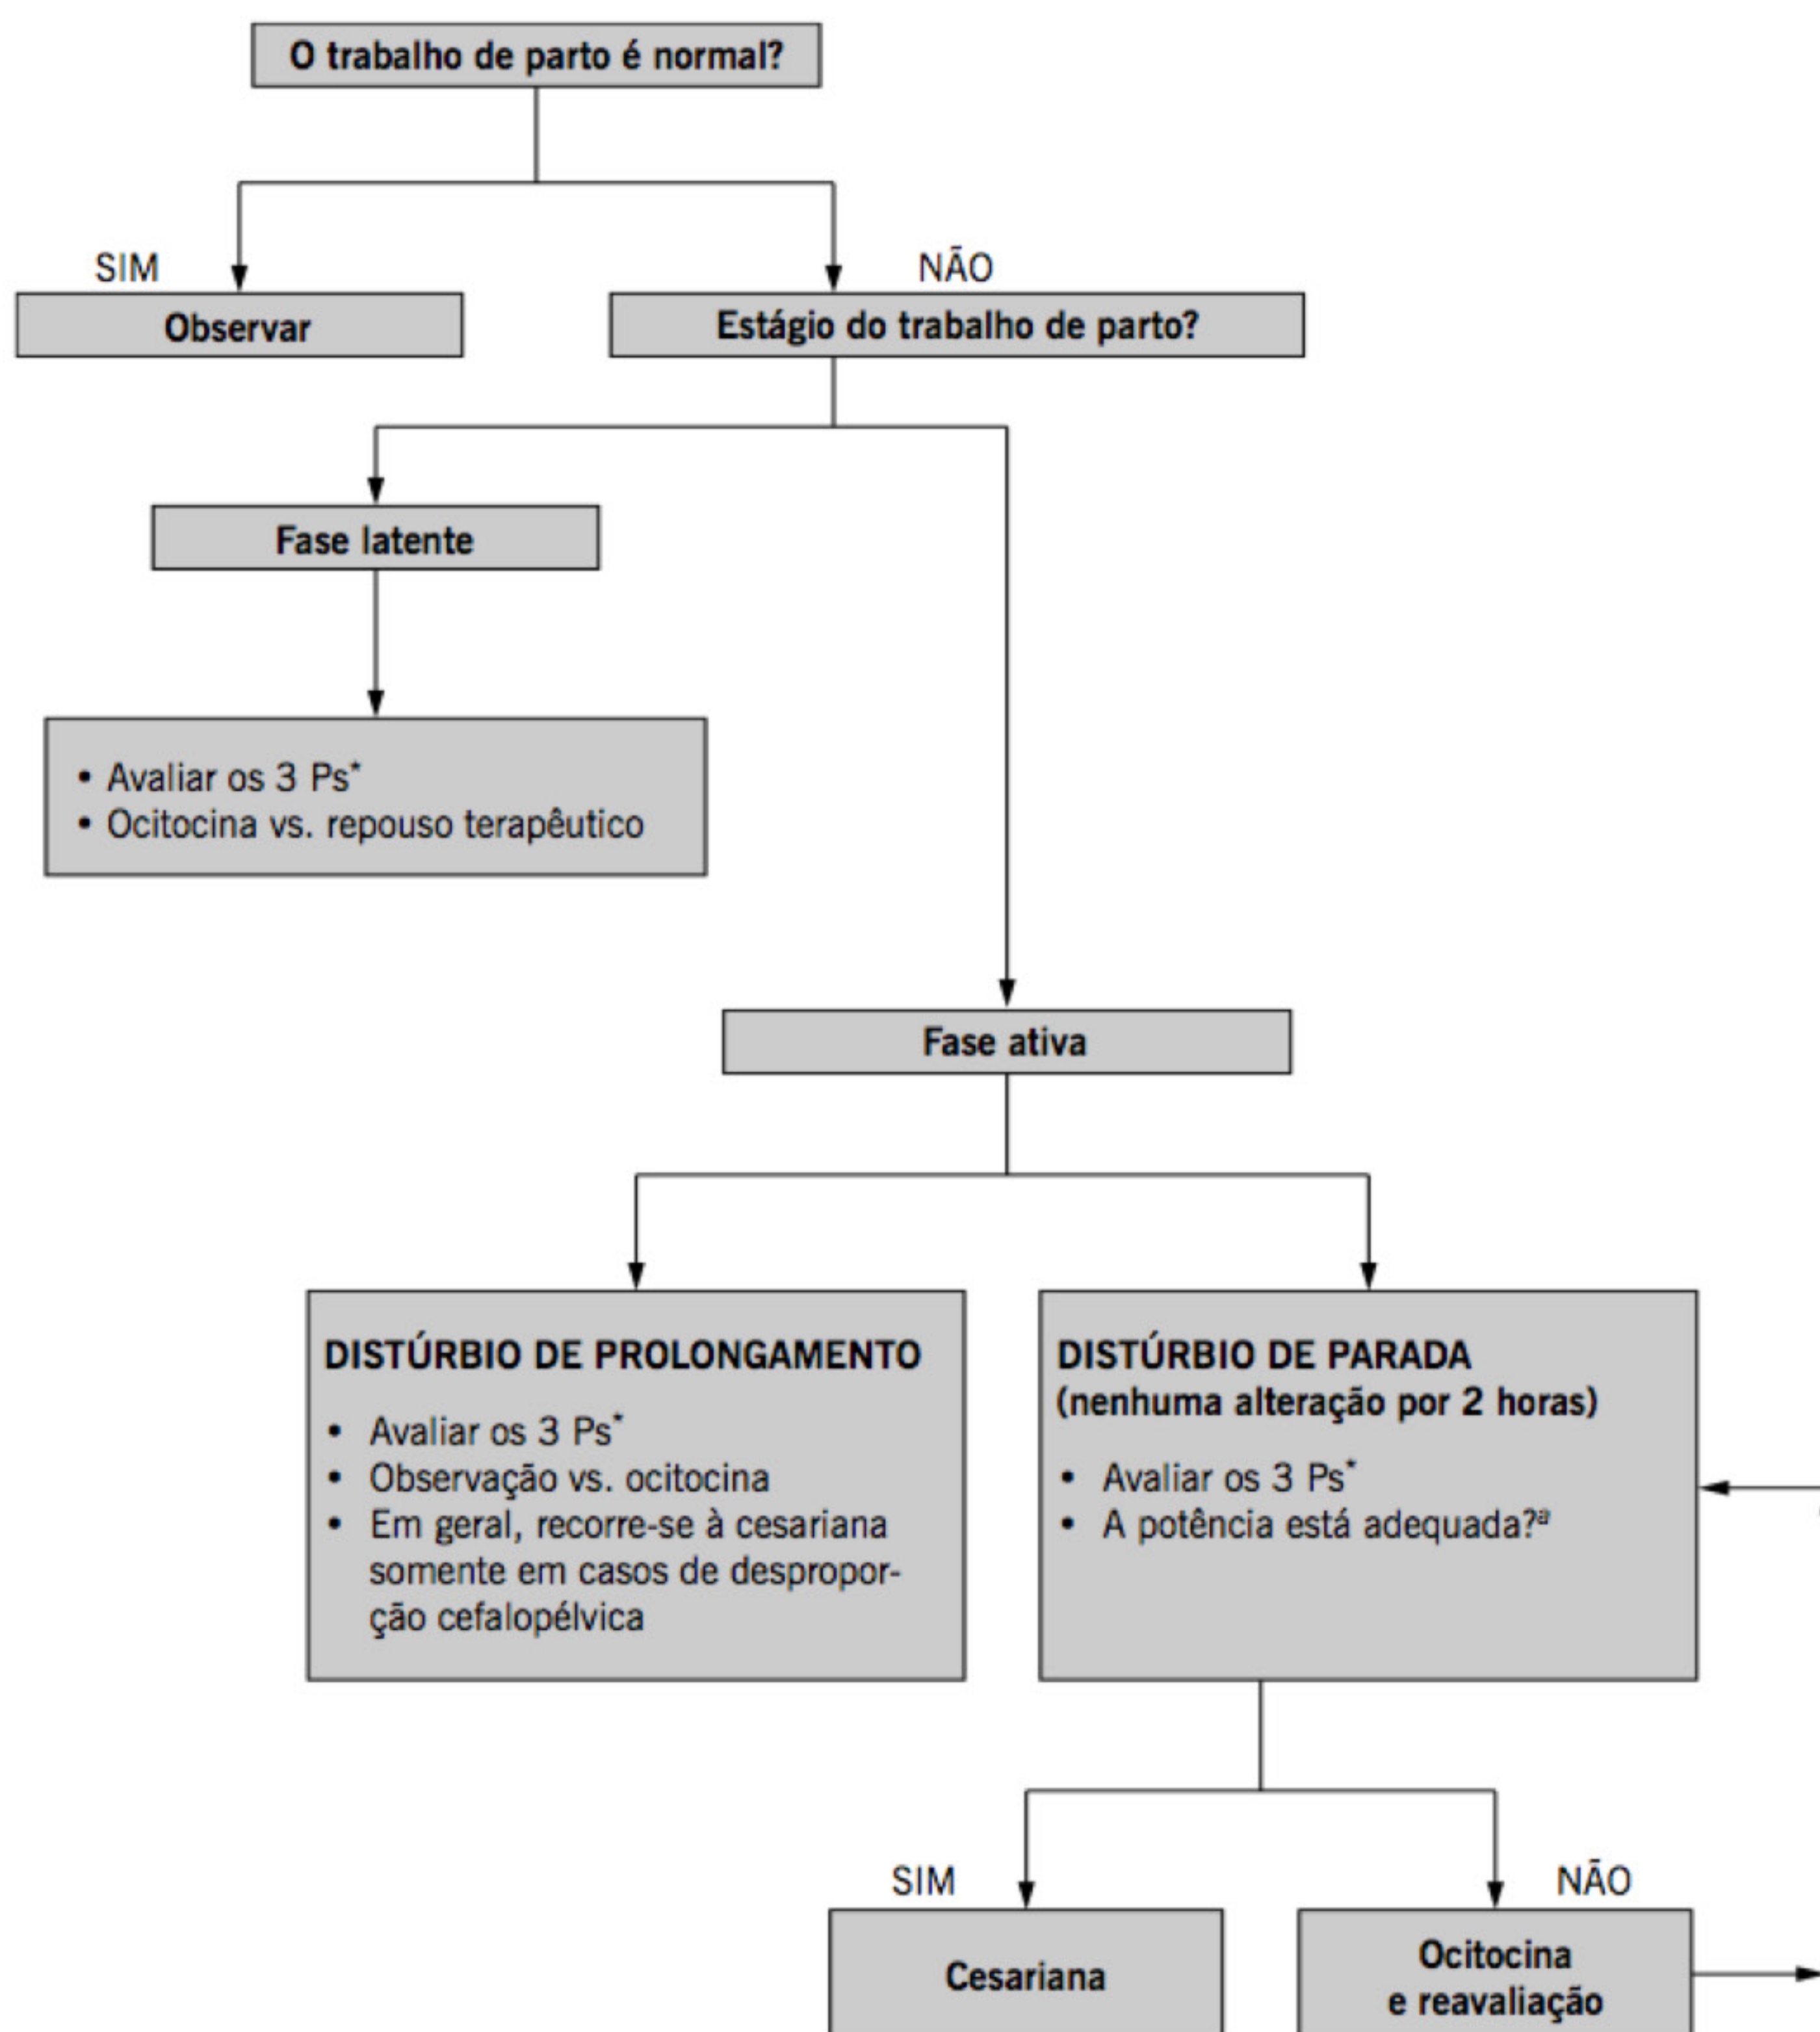 O trabalho de parto é normal?
SIM
NÃO
Observar
Estágio do trabalho de parto?
Fase latente
• Avaliar os 3 Ps*
• Ocitocina vs. repouso terapêutico
Fase ativa
DISTÚRBIO DE PROLONGAMENTO
• Avaliar os 3 Ps*
• Observação vs. ocitocina
• Em geral, recorre-se à cesariana
somente em casos de despropor-
ção cefalopélvica
DISTÚRBIO DE PARADA
(nenhuma alteração por 2 horas)
• Avaliar os 3 Ps*
• A potência está adequada?ª
SIM
NÃO
Cesariana
Ocitocina
e reavaliação